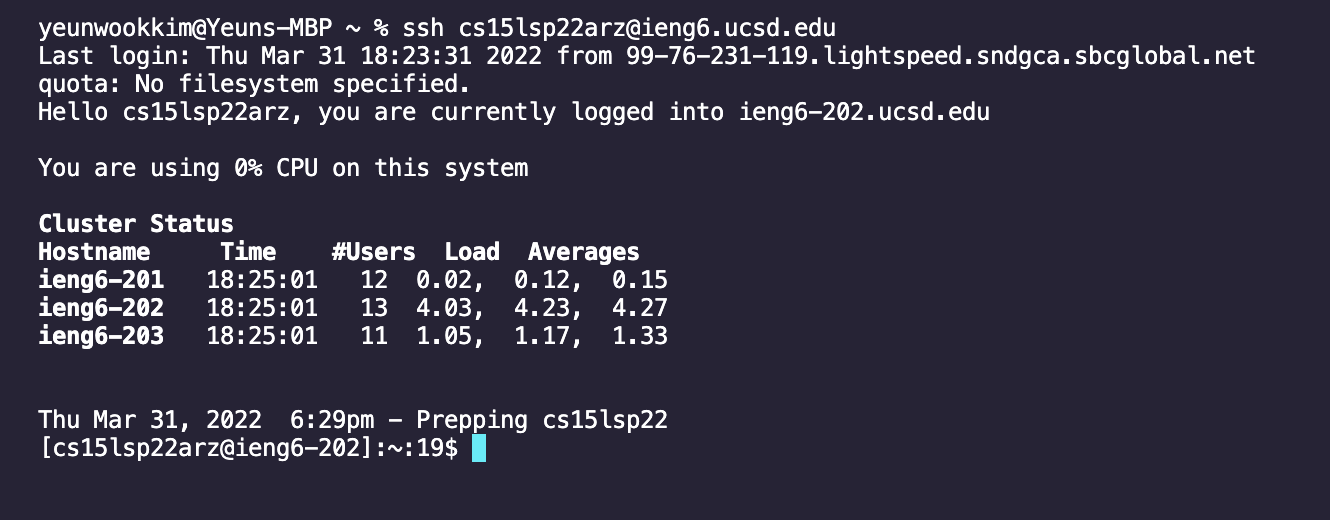 yeunwookkim@Yeuns-MBP ~ % ssh cs15lsp22arz@ieng6.ucsd.edu
Last login: Thu Mar 31 18:23:31 2022 from 99-76-231-119.lightspeed.sndgca.sbcglobal.net
quota: No filesystem specified.
Hello cs15lsp22arz, you are currently logged into ieng6-202.ucsd.edu
You are using 0% CPU on this system
Cluster Status
Hostname     Time    #Users  Load  Averages
ieng6-201   18:25:01   12  0.02,  0.12,  0.15
ieng6-202   18:25:01   13  4.03,  4.23,  4.27
ieng6-203   18:25:01   11  1.05,  1.17,  1.33
Thu Mar 31, 2022  6:29pm - Prepping cs15lsp22
[cs15lsp22arz@ieng6-202]:~:19$